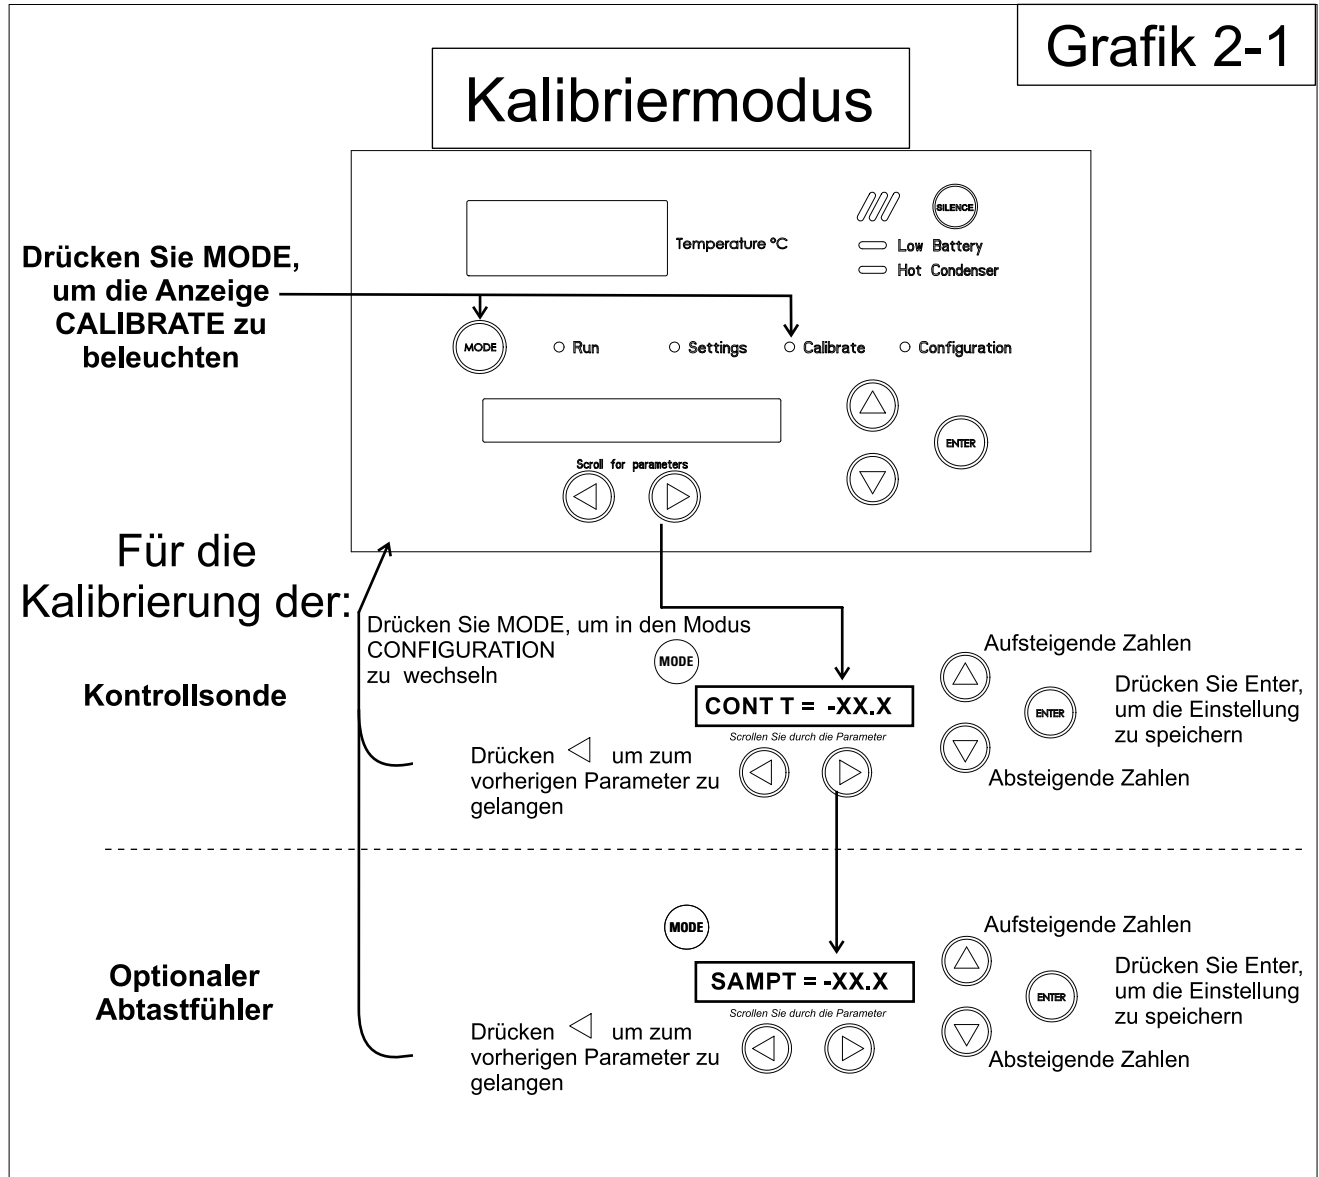 Grafik 2-1
Kalibriermodus
SILENCE
Temperature °C
Low Battery
Hot Condenser
Drücken Sie MODE,
um die Anzeige
CALIBRATE zu
beleuchten
MODE
Run
Settings
Calibrate
Configuration
ENTER
Scroll for parameters
Für die
Kalibrierung der:
Drücken Sie MODE, um in den Modus
CONFIGURATION
zu wechseln
MODE
Kontrollsonde
CONT T = -XX.X
Scrollen Sie durch die Parameter
Drücken um zum
vorherigen Parameter zu
gelangen
Aufsteigende Zahlen
ENTER
Drücken Sie Enter,
um die Einstellung
zu speichern
Absteigende Zahlen
MODE
Optionaler
Abtastfühler
SAMPT = -XX.X
Scrollen Sie durch die Parameter
Drücken um zum
vorherigen Parameter zu
gelangen
Aufsteigende Zahlen
ENTER
Drücken Sie Enter,
um die Einstellung
zu speichern
Absteigende Zahlen